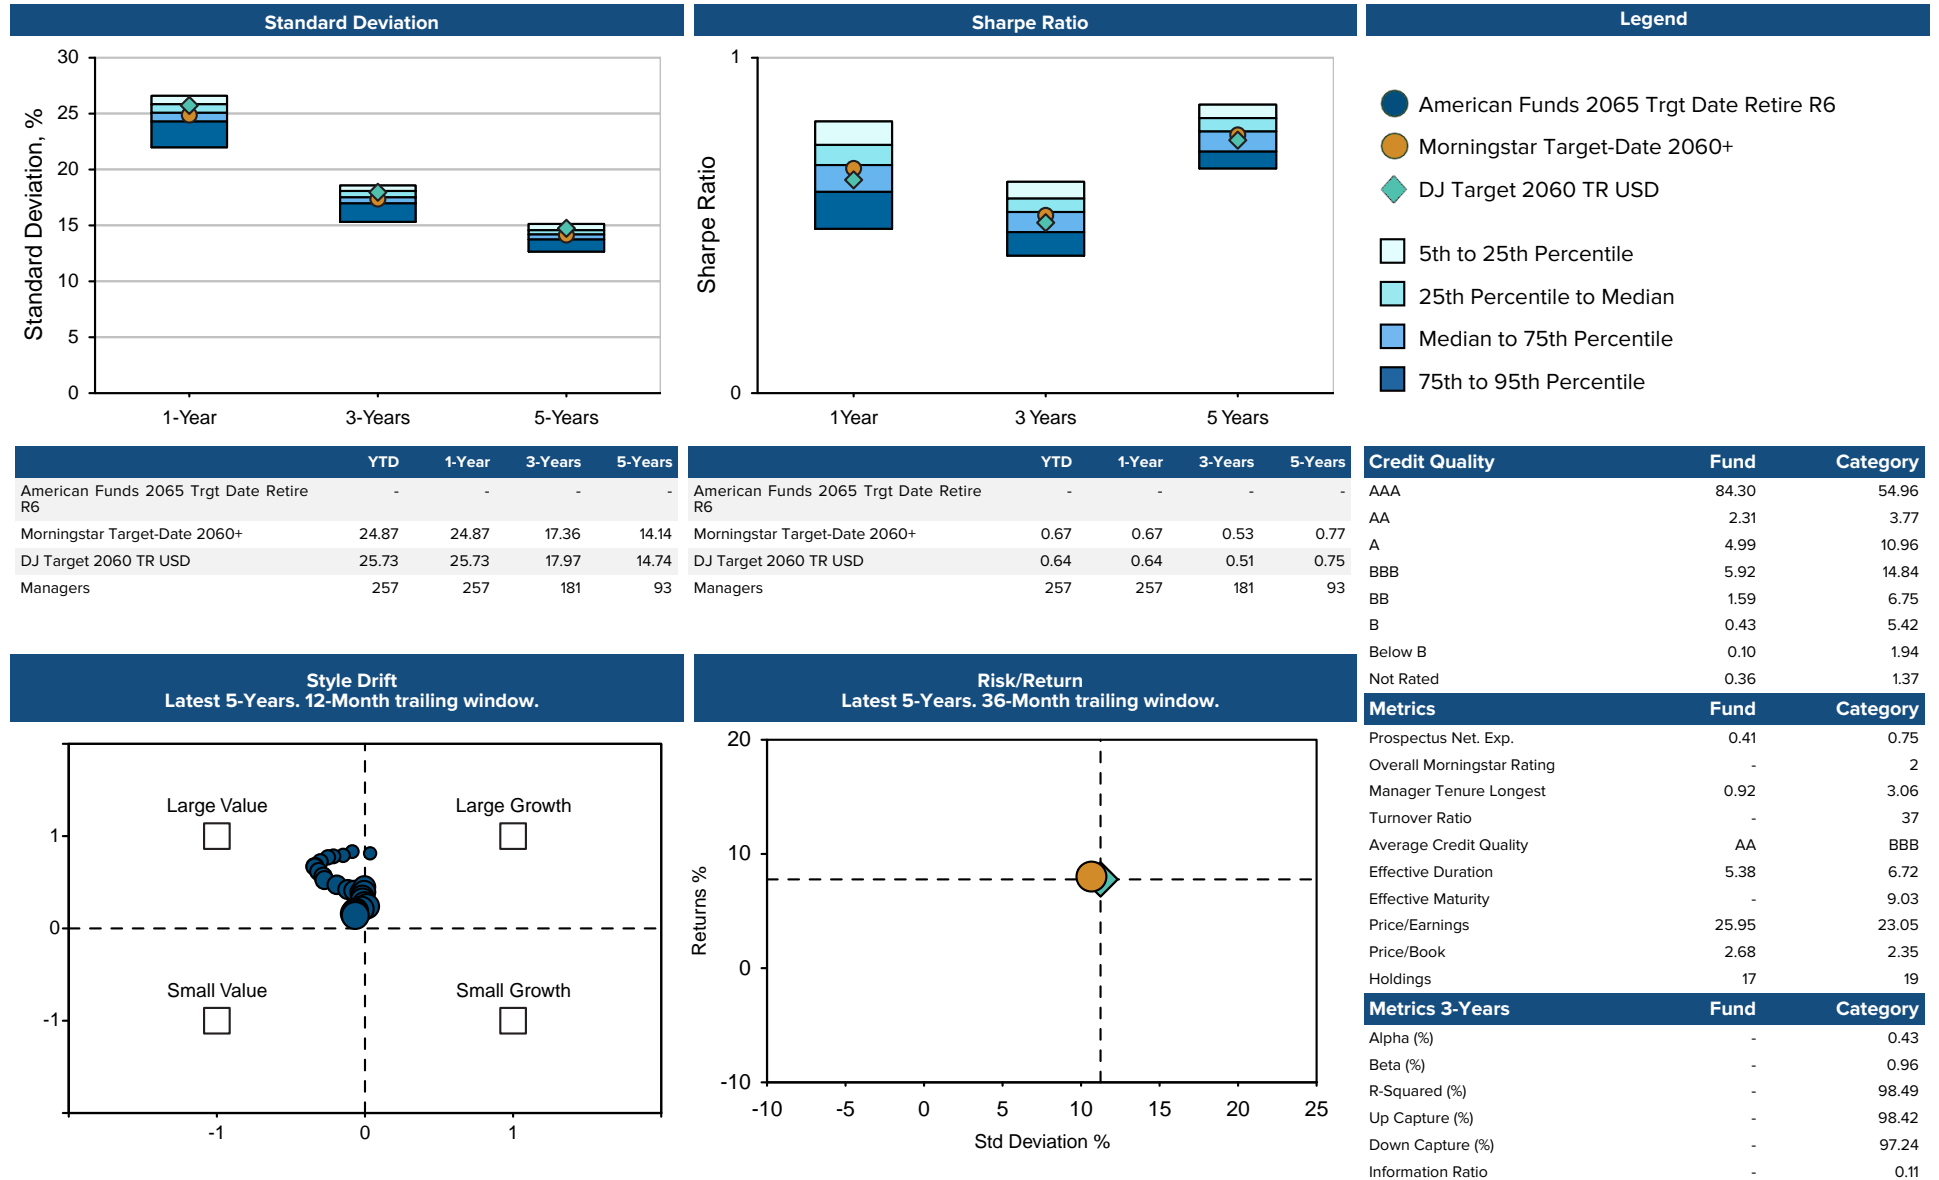 Standard Deviation
30
25
20
15
10
5
0
Standard Deviation, %
1-Year 3-Years 5-Years
Sharpe Ratio
1
0
Sharpe Ratio
1 Year 3 Years 5 Years
Legend
American Funds 2065 Trgt Date Retire R6
Morningstar Target-Date 2060+
DJ Target 2060 TR USD
5th to 25th Percentile
25th Percentile to Median
Median to 75th Percentile
75th to 95th Percentile
YTD 1-Year 3-Years 5-Years
American Funds 2065 Trgt Date Retire - - - -
R6
Morningstar Target-Date 2060+ 24.87 24.87 17.36 14.14
DJ Target 2060 TR USD 25.73 25.73 17.97 14.74
Managers 257 257 181 93
YTD 1-Year 3-Years 5-Years
American Funds 2065 Trgt Date Retire - - - -
R6
Morningstar Target-Date 2060+ 0.67 0.67 0.53 0.77
DJ Target 2060 TR USD 0.64 0.64 0.51 0.75
Managers 257 257 181 93
Credit Quality Fund Category
AAA 84.30 54.96
AA 2.31 3.77
A 4.99 10.96
BBB 5.92 14.84
BB 1.59 6.75
B 0.43 5.42
Below B 0.10 1.94
Not Rated 0.36 1.37
Metrics Fund Category
Prospectus Net. Exp. 0.41 0.75
Overall Morningstar Rating - 2
Manager Tenure Longest 0.92 3.06
Turnover Ratio - 37
Average Credit Quality AA BBB
Effective Duration 5.38 6.72
Effective Maturity - 9.03
Price/Earnings 25.95 23.05
Price/Book 2.68 2.35
Holdings 17 19
Metrics 3-Years Fund Category
Alpha (%) - 0.43
Beta (%) - 0.96
R-Squared (%) - 98.49
Up Capture (%) - 98.42
Down Capture (%) - 97.24
Information Ratio - 0.11
Style Drift
Latest 5-Years. 12-Month trailing window.
Large Value Large Growth
1
0
Small Value Small Growth
-1
-1 0 1
Risk/Return
Latest 5-Years. 36-Month trailing window.
20
10
0
-10
Returns %
-10 -5 0 5 10 15 20 25
Std Deviation %